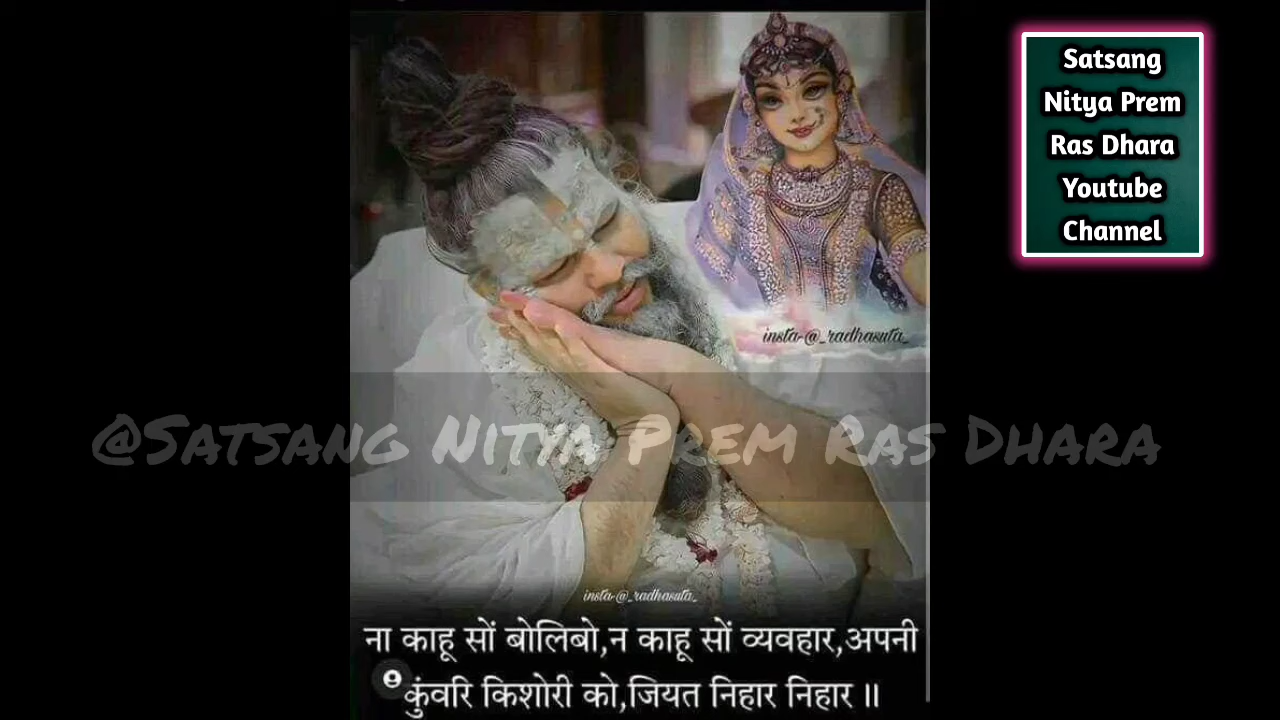 Satsang
Nitya Prem
Ras Dhara
Youtube
Channel
insta-@_radhasuta_
@Satsang Nitya Prem Ras Dhara
insta-@_radhasuta_
ना काहू सों बोलिबो,न काहू सों व्यवहार,अपनी
कुंवरि किशोरी को,जियत निहार निहार ॥